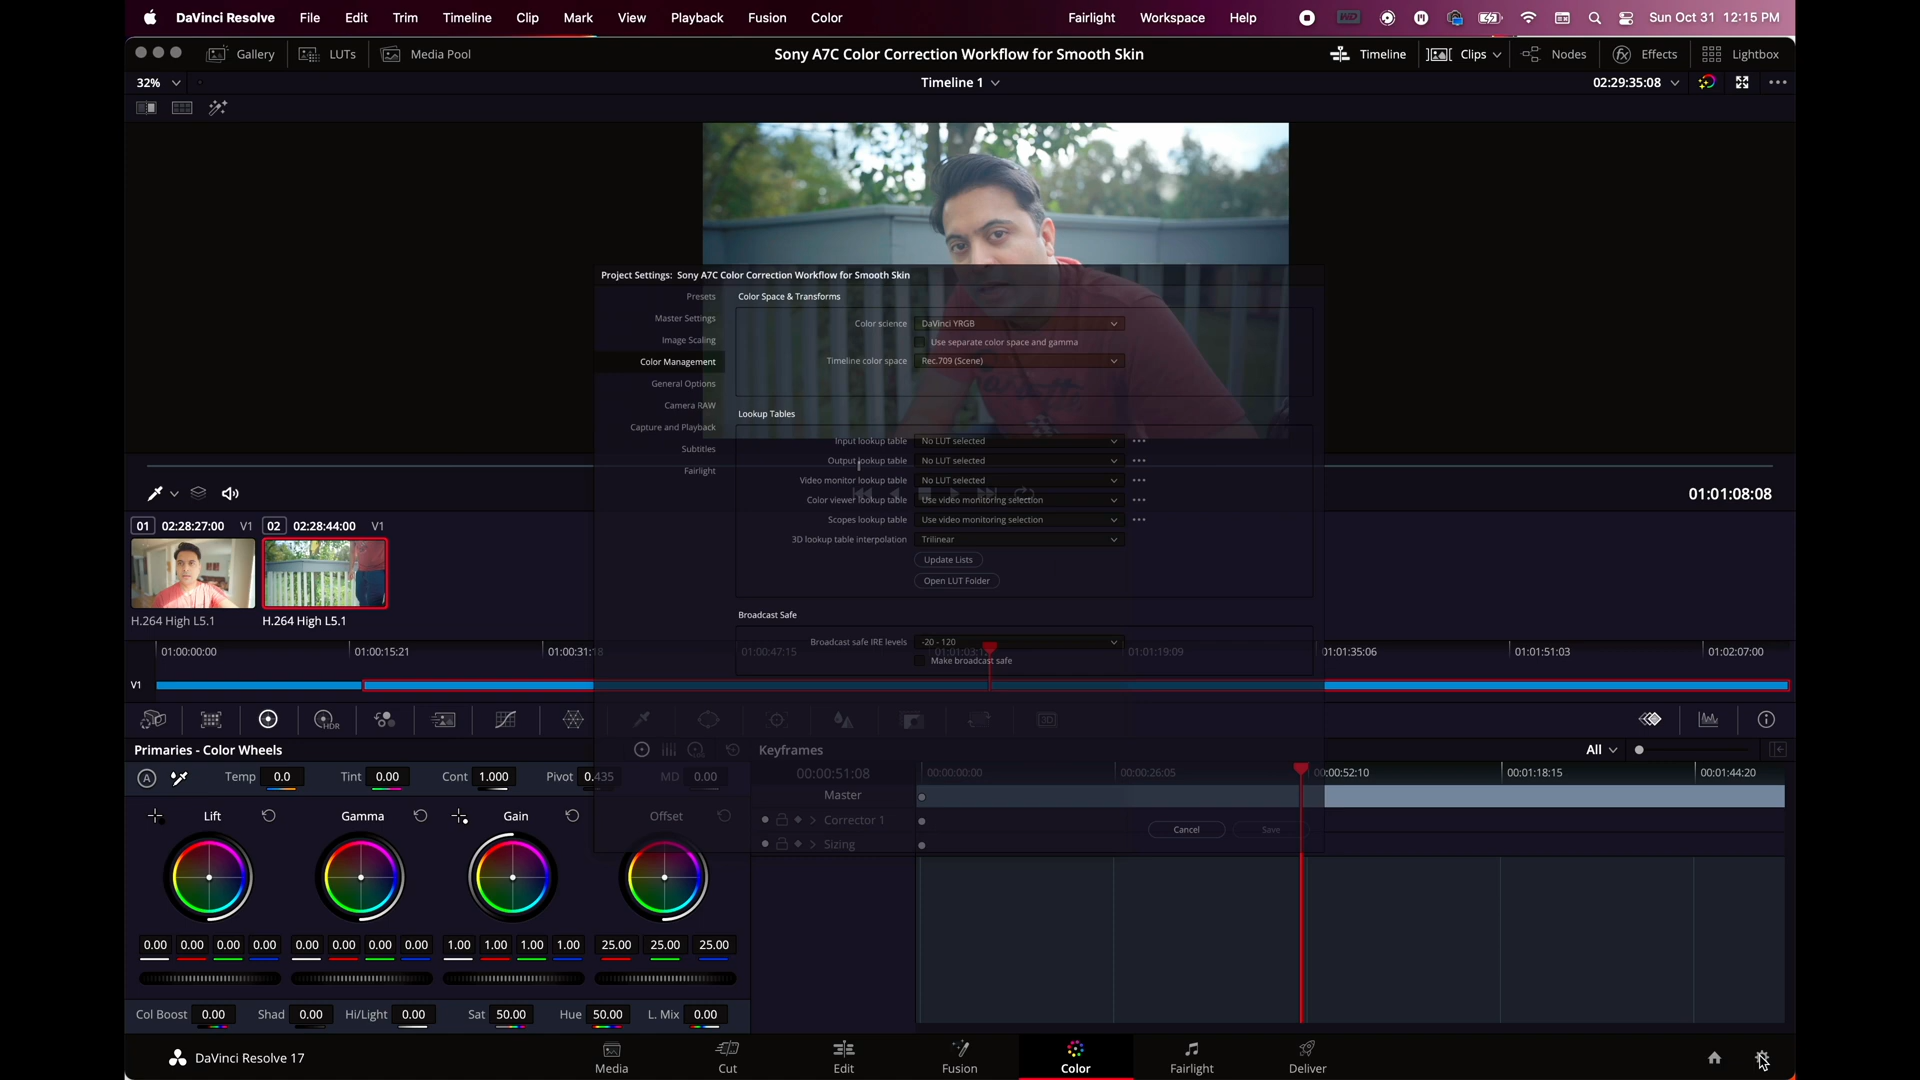 DaVinci Resolve File Edit Trim Timeline Clip Mark View Playback Fusion Color Fairlight Workspace Help Sun Oct 31 12:15 PM
Gallery LUTs Media Pool Sony A7C Color Correction Workflow for Smooth Skin Timeline Clips Nodes Effects Lightbox
32% Timeline 1 02:29:35:08
Project Settings: Sony A7C Color Correction Workflow for Smooth Skin
Presets
Master Settings
Image Scaling
Color Management
General Options
Camera RAW
Capture and Playback
Subtitles
Fairlight
Color Space & Transforms
Color science DaVinci YRGB
Use separate color space and gamma
Timeline color space Rec.709 (Scene)
Lookup Tables
Input lookup table No LUT selected
Output lookup table No LUT selected
Video monitor lookup table No LUT selected
Color viewer lookup table Use video monitoring selection
Scopes lookup table Use video monitoring selection
3D lookup table interpolation Trilinear
Update Lists
Open LUT Folder
Broadcast Safe
Broadcast safe IRE levels -20 - 120
Make broadcast safe
Cancel Save
01:01:08:08
01 02:28:27:00 V1 02 02:28:44:00 V1
H.264 High L5.1 H.264 High L5.1
01:00:00:00 01:00:15:21 01:00:31:18 01:00:47:15 01:01:19:09 01:01:35:06 01:01:51:03 01:02:07:00
V1
HDR 3D
Primaries - Color Wheels Keyframes All
A Temp 0.0 Tint 0.00 Cont 1.000 Pivot 0.435 MD 0.00
00:00:51:08 00:00:00:00 00:00:26:05 00:00:52:10 00:01:18:15 00:01:44:20
Master
Lift Gamma Gain Offset
Corrector 1
Sizing
0.00 0.00 0.00 0.00 0.00 0.00 0.00 0.00 1.00 1.00 1.00 1.00 25.00 25.00 25.00
Col Boost 0.00 Shad 0.00 Hi/Light 0.00 Sat 50.00 Hue 50.00 L. Mix 0.00
DaVinci Resolve 17 Media Cut Edit Fusion Color Fairlight Deliver